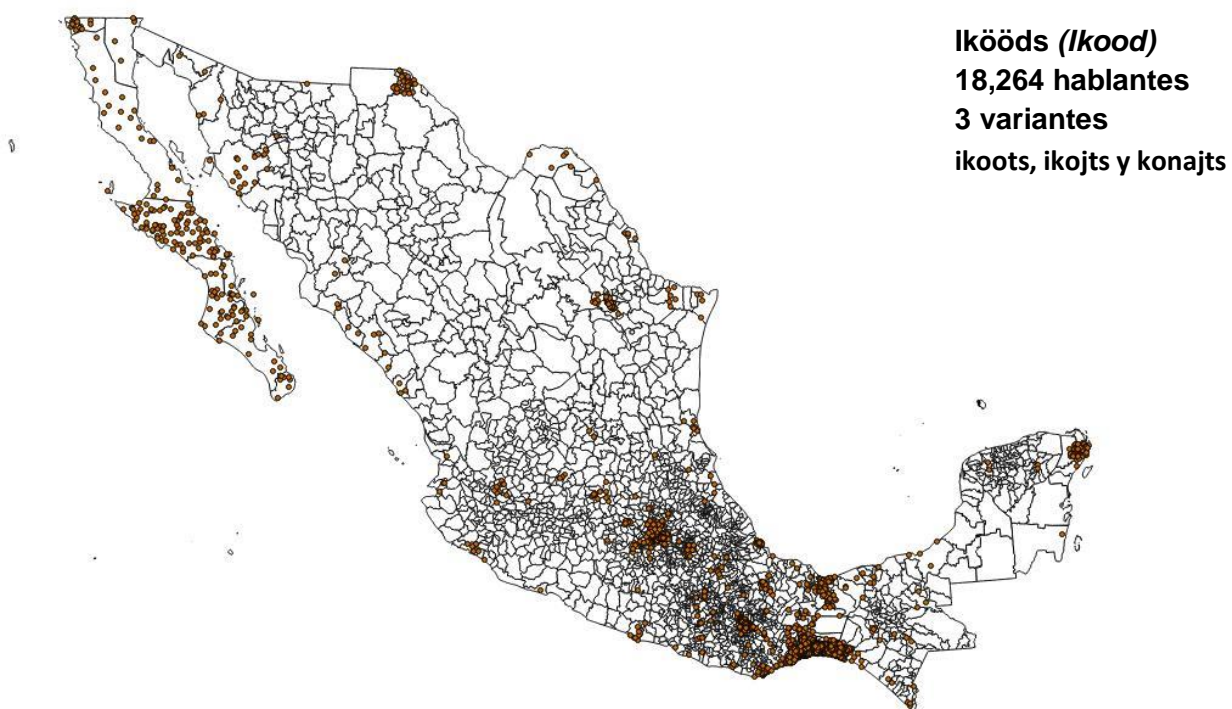 Ikööds (Ikood)
18,264 hablantes
3 variantes
ikoots, ikojts y konajts